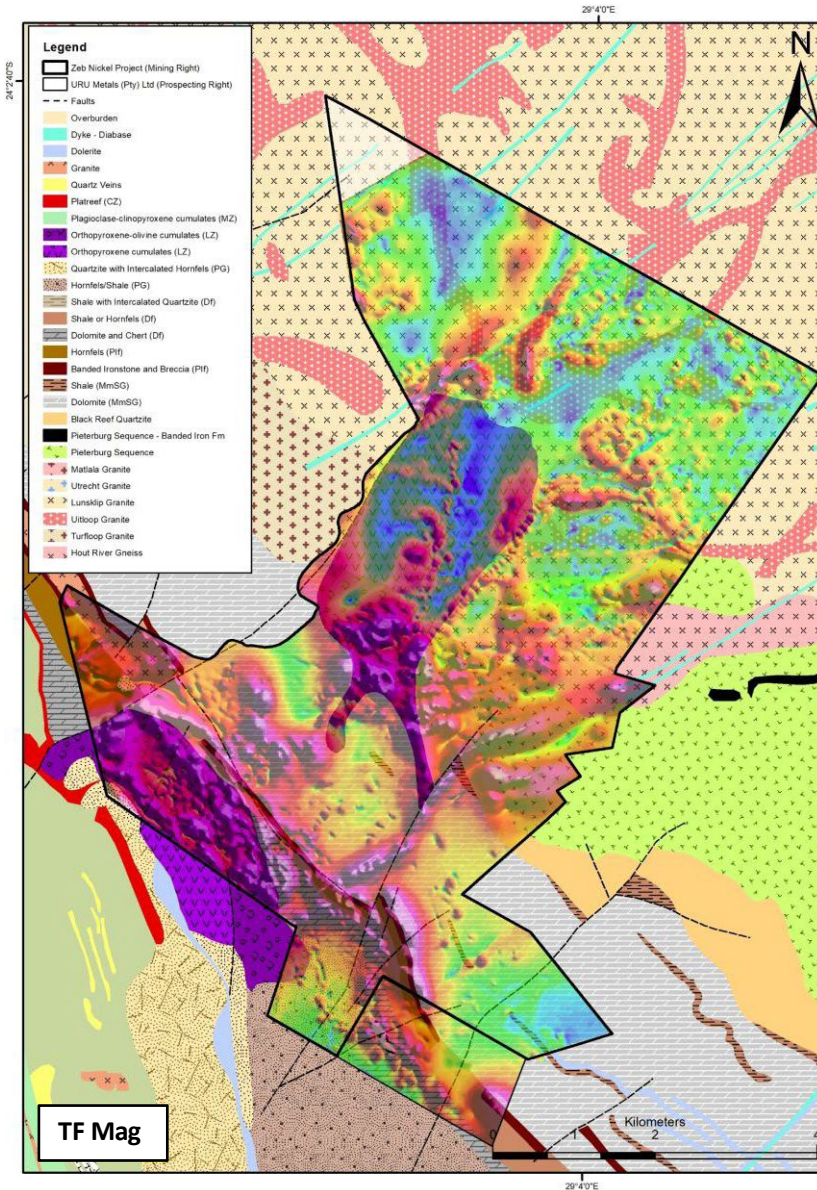 29°4'0"E
24°2'40"S
N
Legend
Zeb Nickel Project (Mining Right)
URU Metals (Pty) Ltd (Prospecting Right)
Faults
Overburden
Dyke - Diabase
Dolerite
Granite
Quartz Veins
Platreef (CZ)
Plagioclase-clinopyroxene cumulates (MZ)
Orthopyroxene-olivine cumulates (LZ)
Orthopyroxene cumulates (LZ)
Quartzite with Intercalated Hornfels (PG)
Hornfels/Shale (PG)
Shale with Intercalated Quartzite (Df)
Shale or Hornfels (Df)
Dolomite and Chert (Df)
Hornfels (Plf)
Banded Ironstone and Breccia (Plf)
Shale (MmSG)
Dolomite (MmSG)
Black Reef Quartzite
Pieterburg Sequence - Banded Iron Fm
Pieterburg Sequence
Matlala Granite
Utrecht Granite
Lunsklip Granite
Uitloop Granite
Turfloop Granite
Hout River Gneiss
TF Mag
Kilometers
0 1 2 4
29°4'0"E